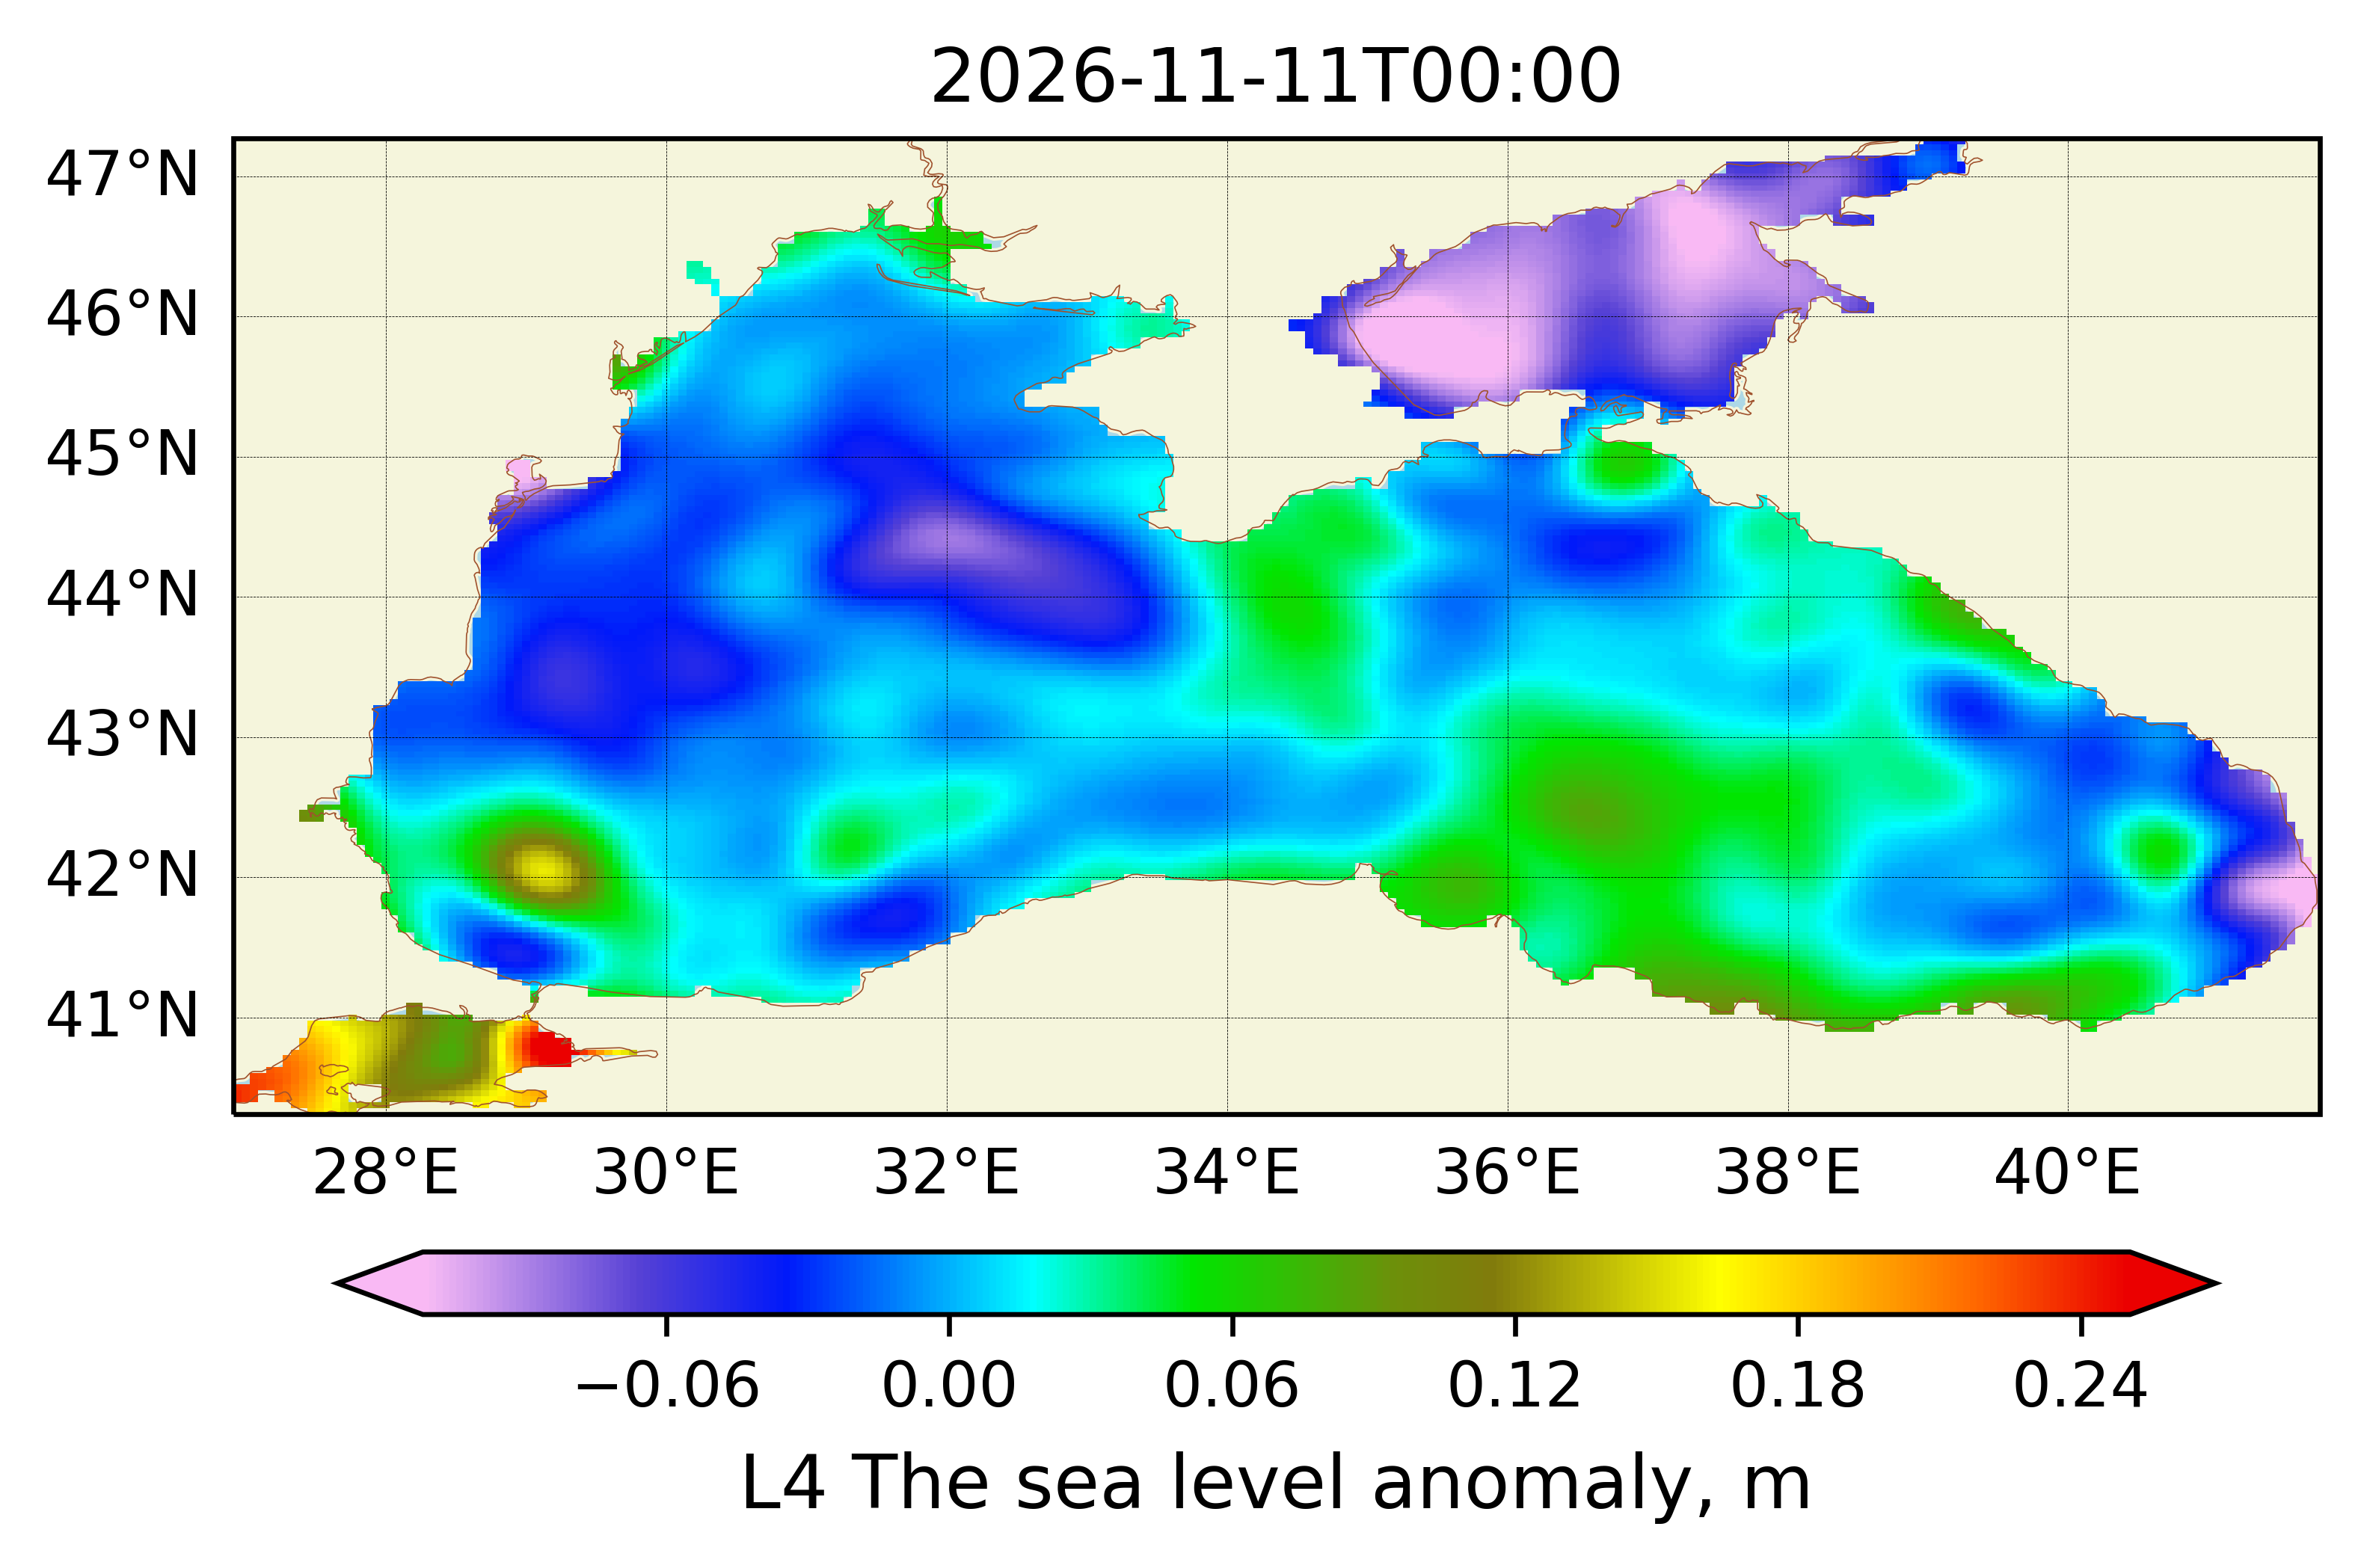 2026-11-11T00:00
47°N
46°N
45°N
44°N
43°N
42°N
41°N
28°E 30°E 32°E 34°E 36°E 38°E 40°E
−0.06 0.00 0.06 0.12 0.18 0.24
L4 The sea level anomaly, m